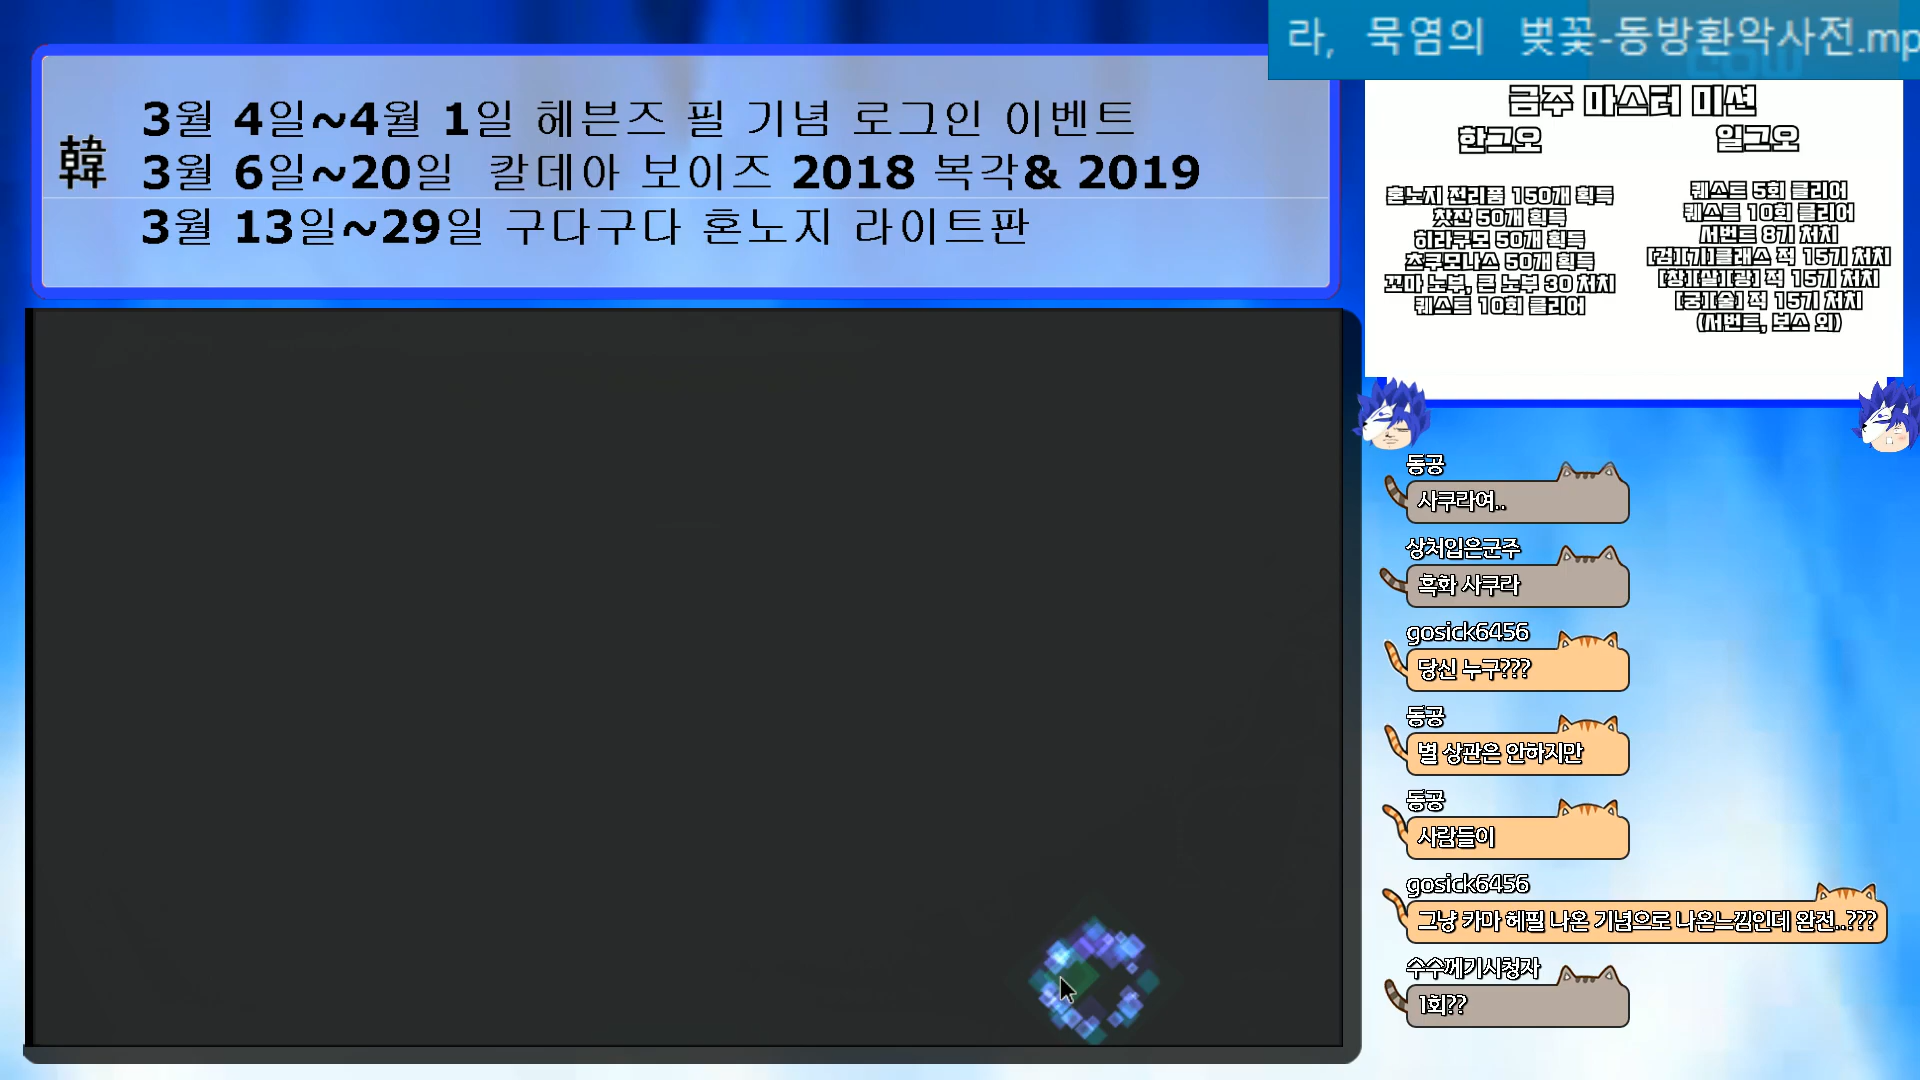 라, 묵염의 벚꽃-동방환악사전.mp
韓
3월 4일~4월 1일 헤븐즈 필 기념 로그인 이벤트
3월 6일~20일 칼데아 보이즈 2018 복각& 2019
3월 13일~29일 구다구다 혼노지 라이트판
금주 마스터 미션
한그오
혼노지 전리품 150개 획득
찻잔 50개 획득
히라구모 50개 획득
츠쿠모나스 50개 획득
꼬마 노부, 큰 노부 30 처치
퀘스트 10회 클리어
일그오
퀘스트 5회 클리어
퀘스트 10회 클리어
서번트 8기 처치
[검][기]클래스 적 15기 처치
[창][살][광] 적 15기 처치
[궁][술] 적 15기 처치
(서번트, 보스 외)
동공
사쿠라여..
상처입은군주
흑화 사쿠라
gosick6456
당신 누구???
동공
별 상관은 안하지만
동공
사람들이
gosick6456
그냥 카마 헤필 나온 기념으로 나온느낌인데 완전..???
수수께기시청자
1회??